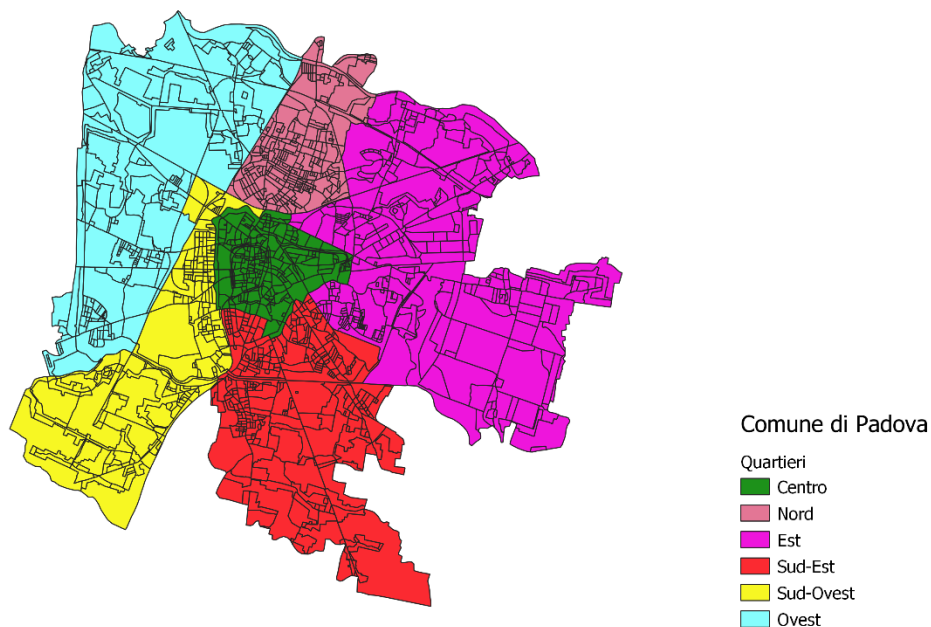 Comune di Padova
Quartieri
Centro
Nord
Est
Sud-Est
Sud-Ovest
Ovest